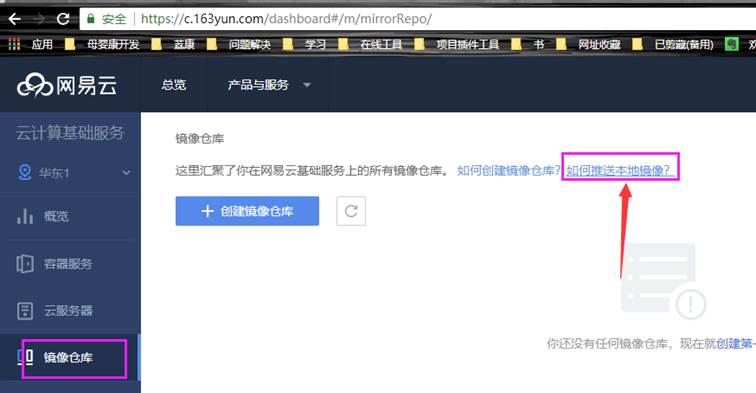 安全 https://c.163yun.com/dashboard#/m/mirrorRepo/
应用 母婴康开发 蓝康 问题解决 学习 在线工具 项目插件工具 书 网址收藏 已剪藏(备用)
网易云 总览 产品与服务
云计算基础服务
华东1
概览
容器服务
云服务器
镜像仓库
镜像仓库
这里汇聚了你在网易云基础服务上的所有镜像仓库。 如何创建镜像仓库? 如何推送本地镜像?
创建镜像仓库
你还没有任何镜像仓库，现在就创建第一